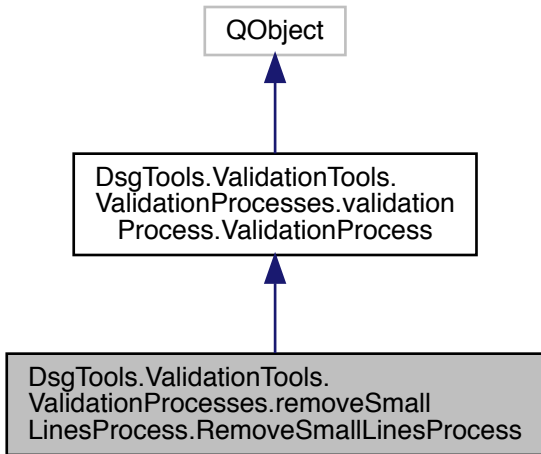 QObject
DsgTools.ValidationTools.
ValidationProcesses.validation
Process.ValidationProcess
DsgTools.ValidationTools.
ValidationProcesses.removeSmall
LinesProcess.RemoveSmallLinesProcess